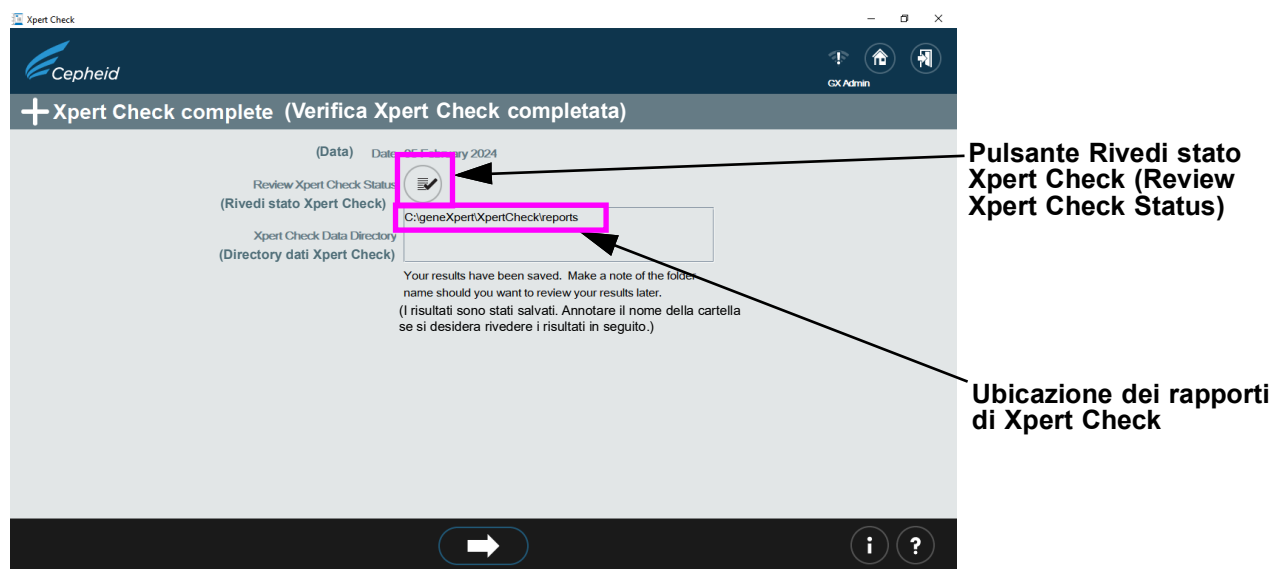 Xpert Check
Cepheid
GX Admin
Xpert Check complete (Verifica Xpert Check completata)
(Data) Date 05 February 2024
Review Xpert Check Status
(Rivedi stato Xpert Check)
C:\geneXpert\XpertCheck\reports
Xpert Check Data Directory
(Directory dati Xpert Check)
Your results have been saved. Make a note of the folder
name should you want to review your results later.
(I risultati sono stati salvati. Annotare il nome della cartella
se si desidera rivedere i risultati in seguito.)
Pulsante Rivedi stato
Xpert Check (Review
Xpert Check Status)
Ubicazione dei rapporti
di Xpert Check
i ?